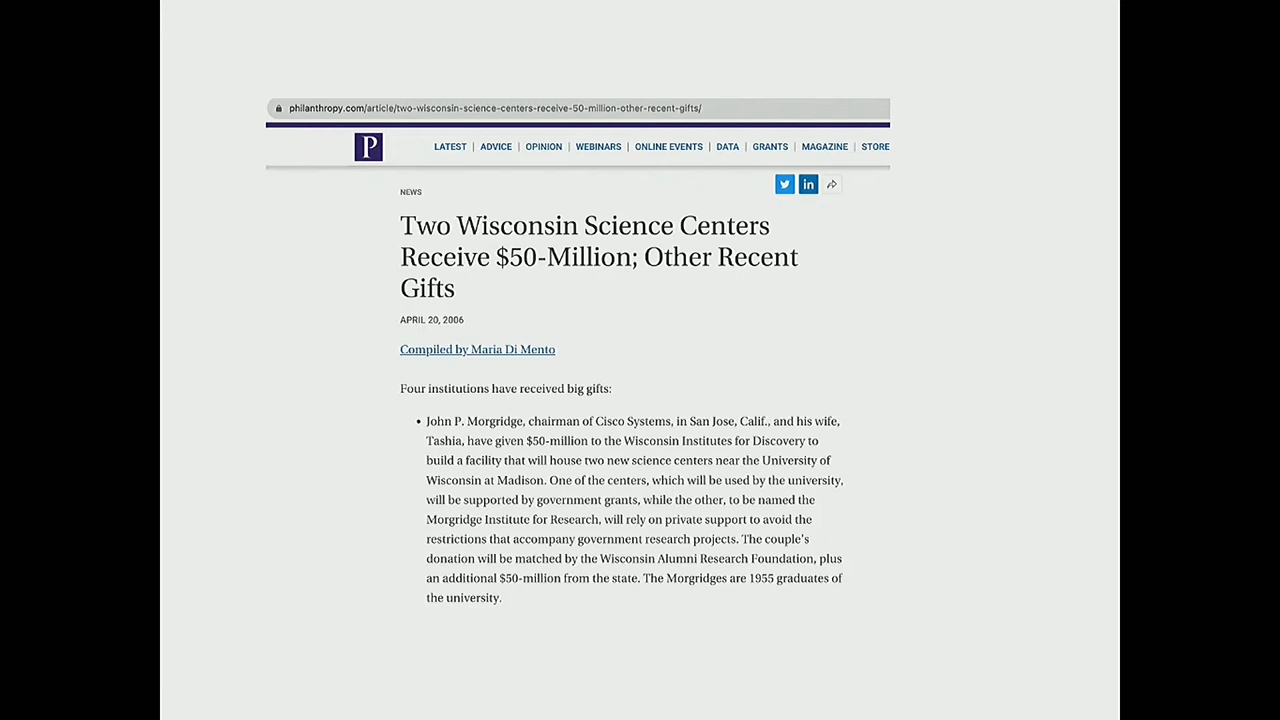 philanthropy.com/article/two-wisconsin-science-centers-receive-50-million-other-recent-gifts/
P LATEST | ADVICE | OPINION | WEBINARS | ONLINE EVENTS | DATA | GRANTS | MAGAZINE | STORE
in
NEWS
Two Wisconsin Science Centers
Receive $50-Million; Other Recent
Gifts
APRIL 20, 2006
Compiled by Maria Di Mento
Four institutions have received big gifts:
• John P. Morgridge, chairman of Cisco Systems, in San Jose, Calif., and his wife,
Tashia, have given $50-million to the Wisconsin Institutes for Discovery to
build a facility that will house two new science centers near the University of
Wisconsin at Madison. One of the centers, which will be used by the university,
will be supported by government grants, while the other, to be named the
Morgridge Institute for Research, will rely on private support to avoid the
restrictions that accompany government research projects. The couple's
donation will be matched by the Wisconsin Alumni Research Foundation, plus
an additional $50-million from the state. The Morgridges are 1955 graduates of
the university.